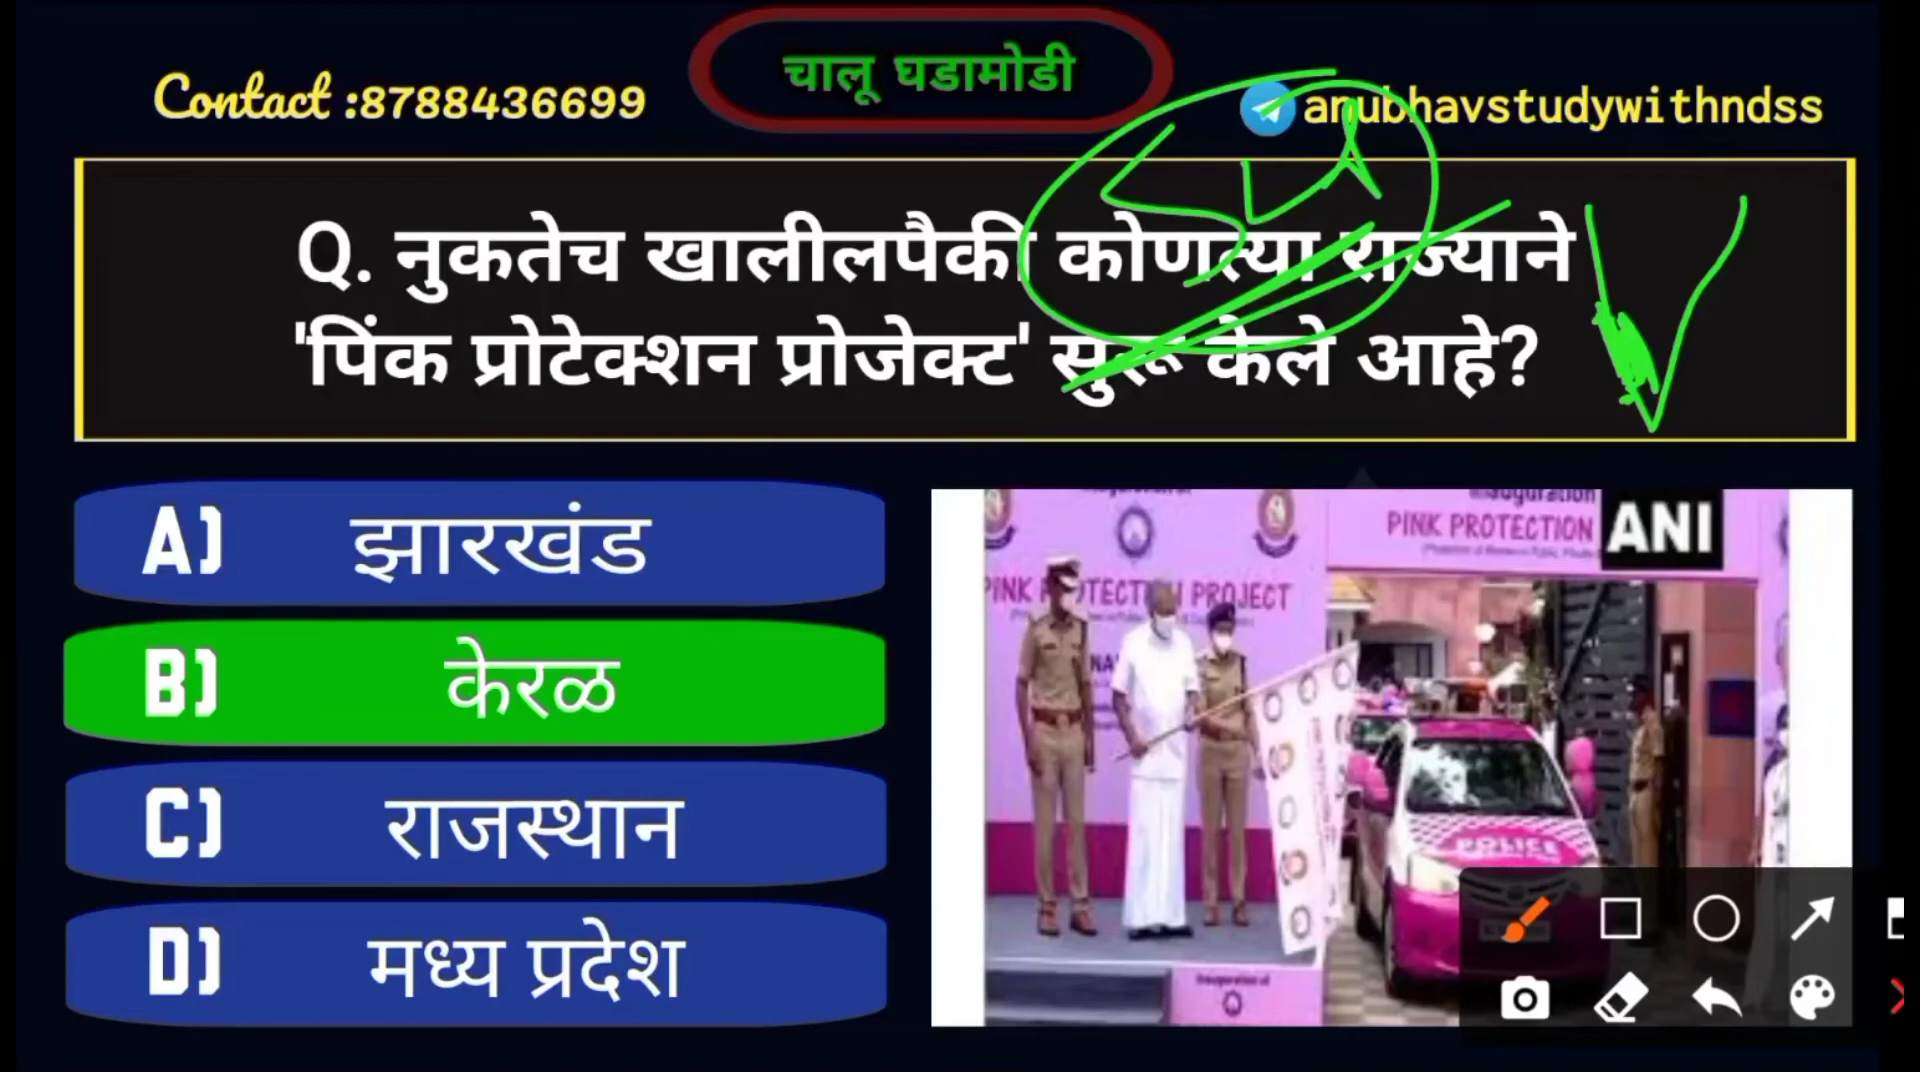 चालू घडामोडी
Contact :8788436699
anubhavstudywithndss
Q. नुकतेच खालीलपैकी कोणत्या राज्याने
'पिंक प्रोटेक्शन प्रोजेक्ट' सुरू केले आहे?
A) झारखंड
B) केरळ
C) राजस्थान
D) मध्य प्रदेश
PINK PROTECTION
ANI
PINK PROTECTION PROJECT
POLICE